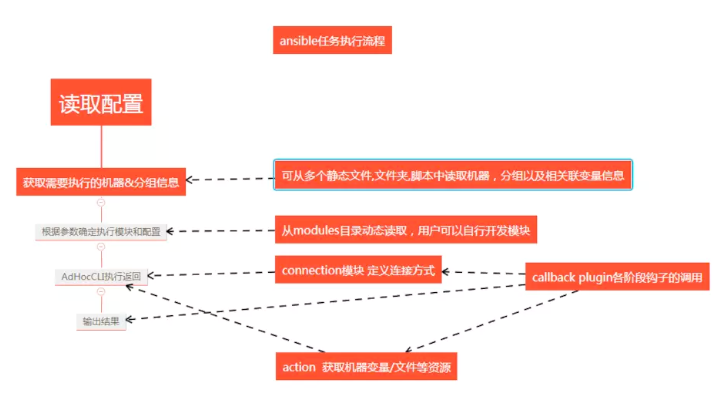 ansible任务执行流程
读取配置
获取需要执行的机器&分组信息
可从多个静态文件,文件夹,脚本中读取机器，分组以及相关联变量信息
根据参数确定执行模块和配置
从modules目录动态读取，用户可以自行开发模块
AdHocCLI执行返回
connection模块 定义连接方式
callback plugin各阶段钩子的调用
输出结果
action 获取机器变量/文件等资源